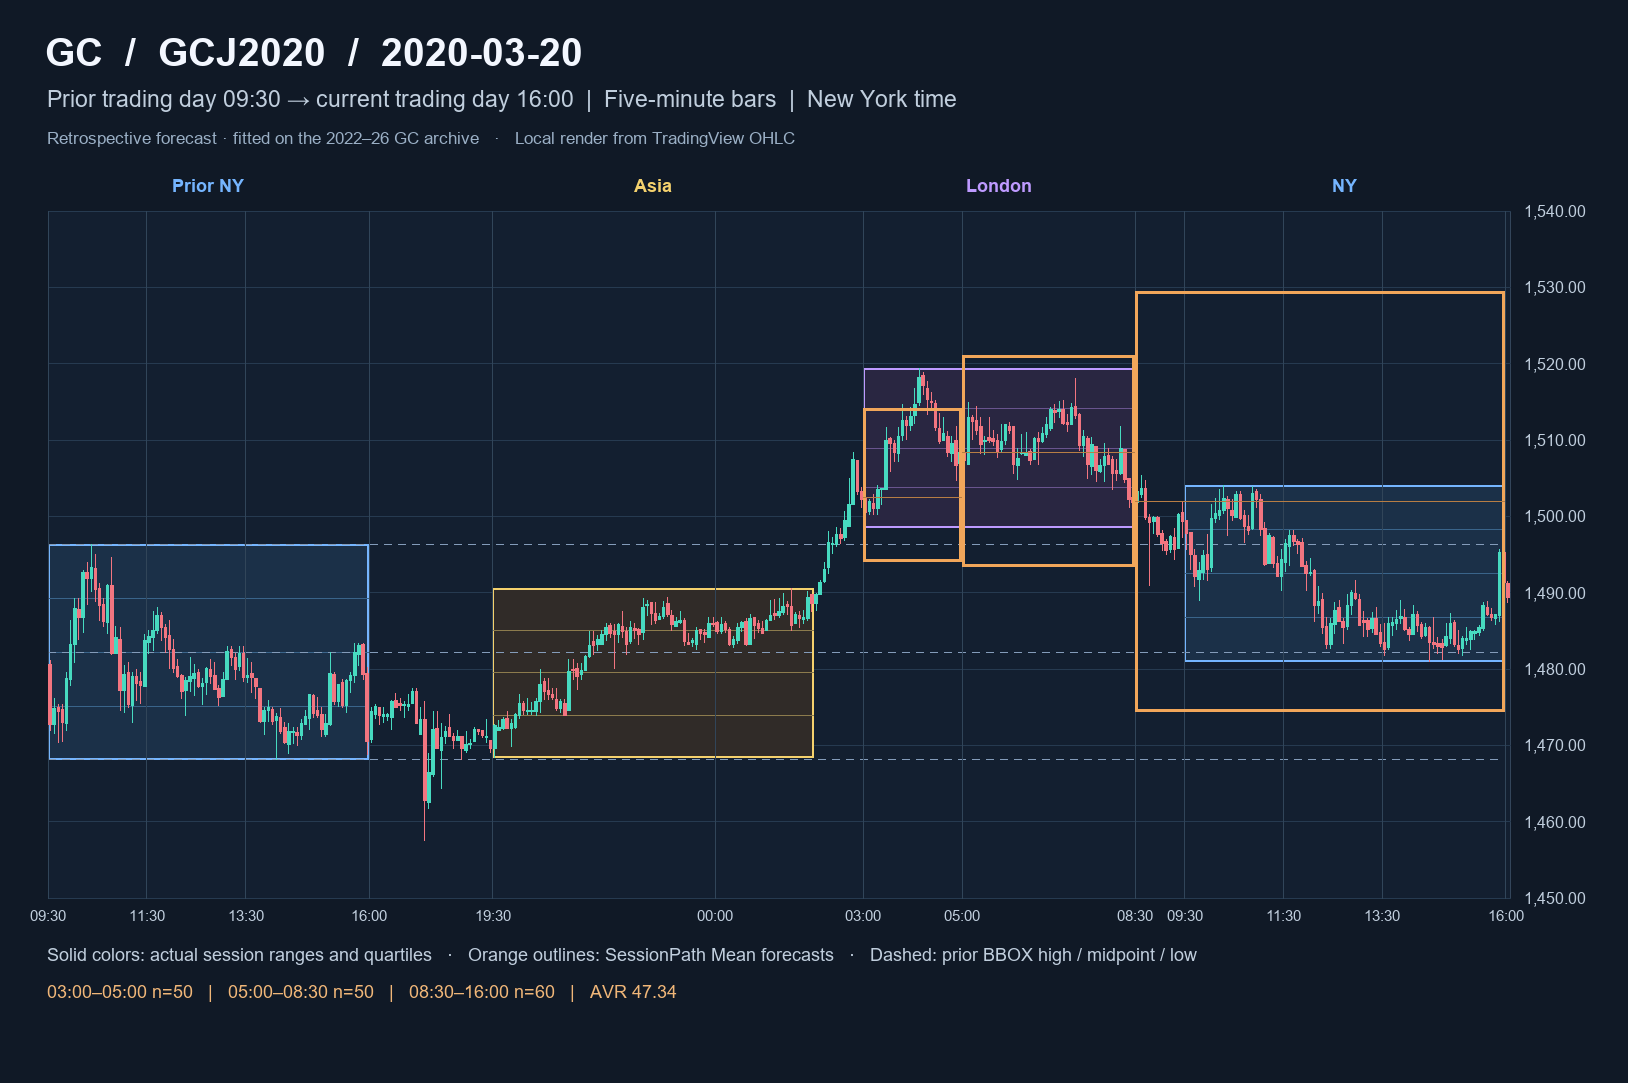 GC / GCJ2020 / 2020-03-20
Prior trading day 09:30 → current trading day 16:00 | Five-minute bars | New York time
Retrospective forecast · fitted on the 2022–26 GC archive · Local render from TradingView OHLC
Prior NY Asia London NY
1,540.00
1,530.00
1,520.00
1,510.00
1,500.00
1,490.00
1,480.00
1,470.00
1,460.00
1,450.00
09:30 11:30 13:30 16:00 19:30 00:00 03:00 05:00 08:30 09:30 11:30 13:30 16:00
Solid colors: actual session ranges and quartiles · Orange outlines: SessionPath Mean forecasts · Dashed: prior BBOX high / midpoint / low
03:00–05:00 n=50 | 05:00–08:30 n=50 | 08:30–16:00 n=60 | AVR 47.34